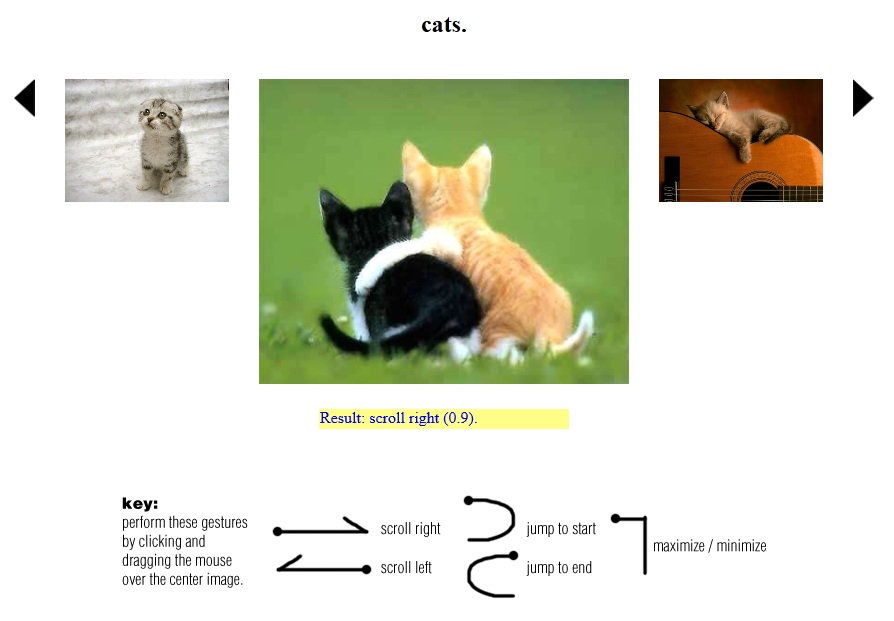 cats.
Result: scroll right (0.9).
key:
perform these gestures
by clicking and
dragging the mouse
over the center image.
scroll right
scroll left
jump to start
jump to end
maximize / minimize